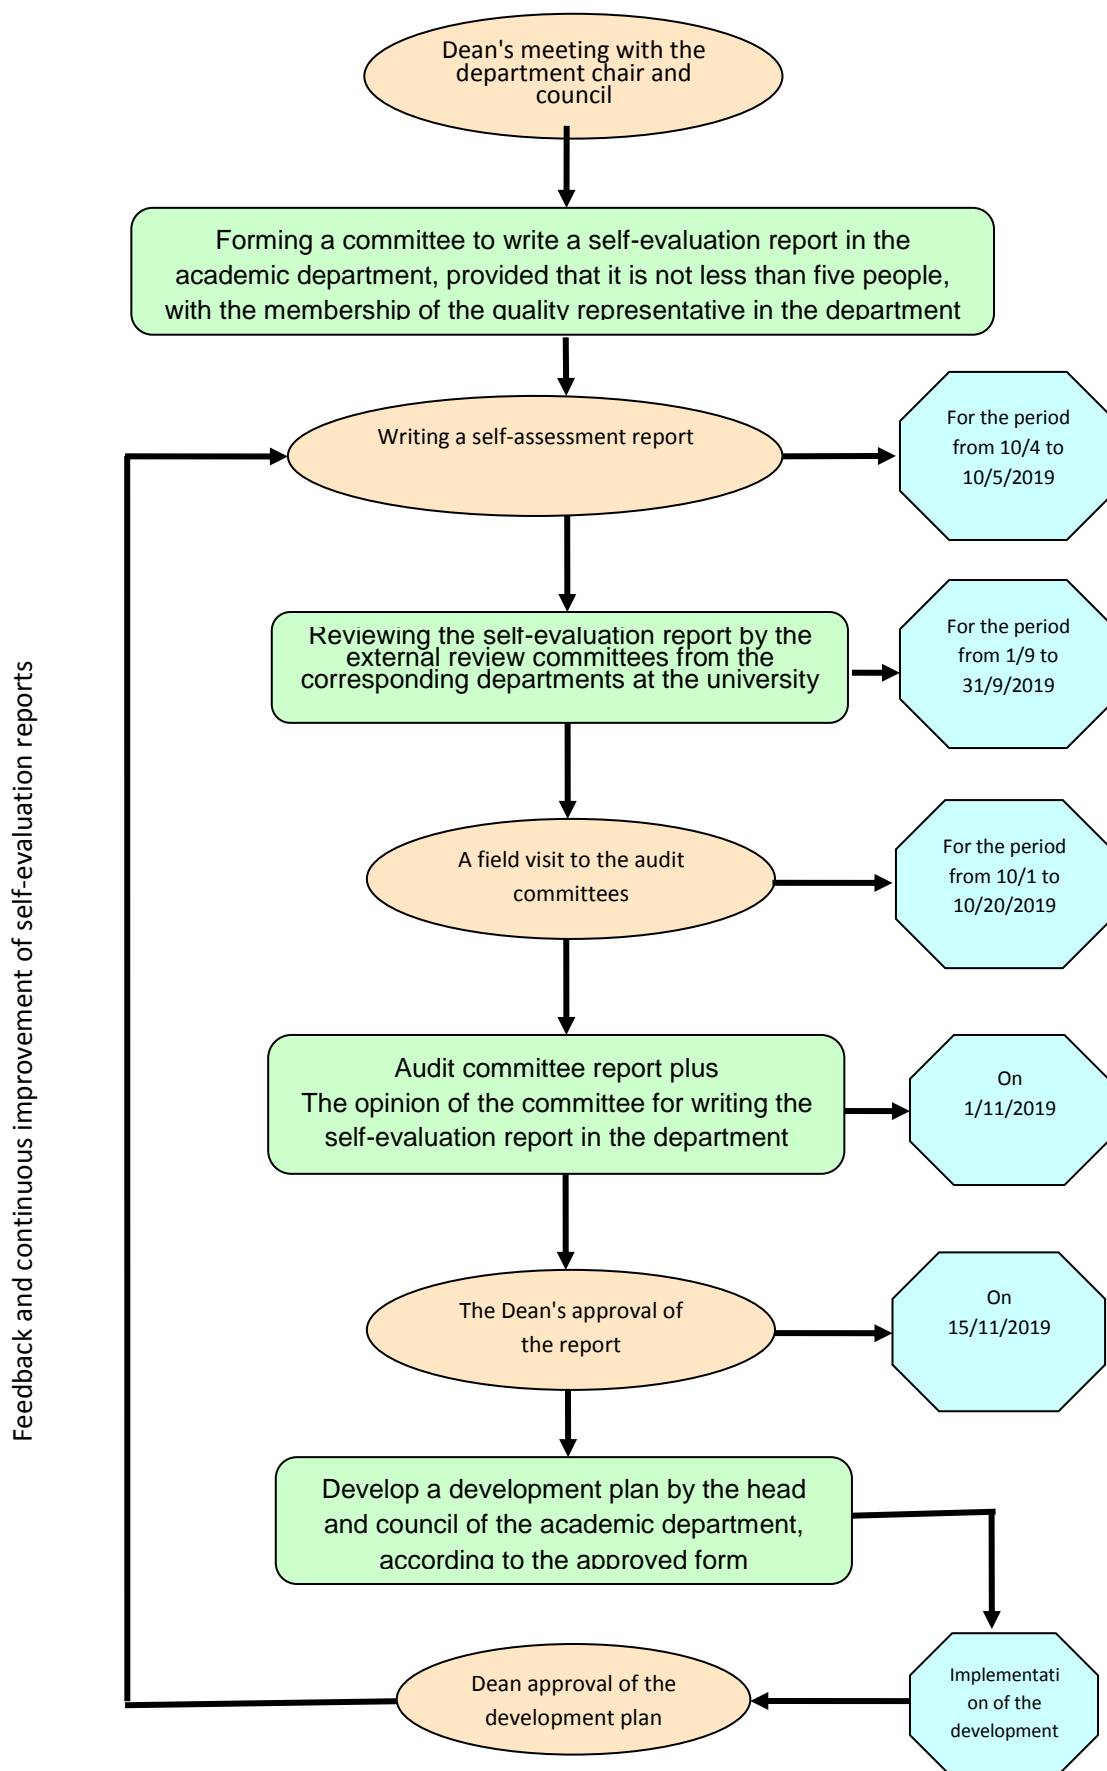 Dean's meeting with the
department chair and
council
Forming a committee to write a self-evaluation report in the
academic department, provided that it is not less than five people,
with the membership of the quality representative in the department
Writing a self-assessment report
For the period
from 10/4 to
10/5/2019
Reviewing the self-evaluation report by the
external review committees from the
corresponding departments at the university
For the period
from 1/9 to
31/9/2019
A field visit to the audit
committees
For the period
from 10/1 to
10/20/2019
Audit committee report plus
The opinion of the committee for writing the
self-evaluation report in the department
On
1/11/2019
The Dean's approval of
the report
On
15/11/2019
Develop a development plan by the head
and council of the academic department,
according to the approved form
Implementati
on of the
development
Dean approval of the
development plan
Feedback and continuous improvement of self-evaluation reports